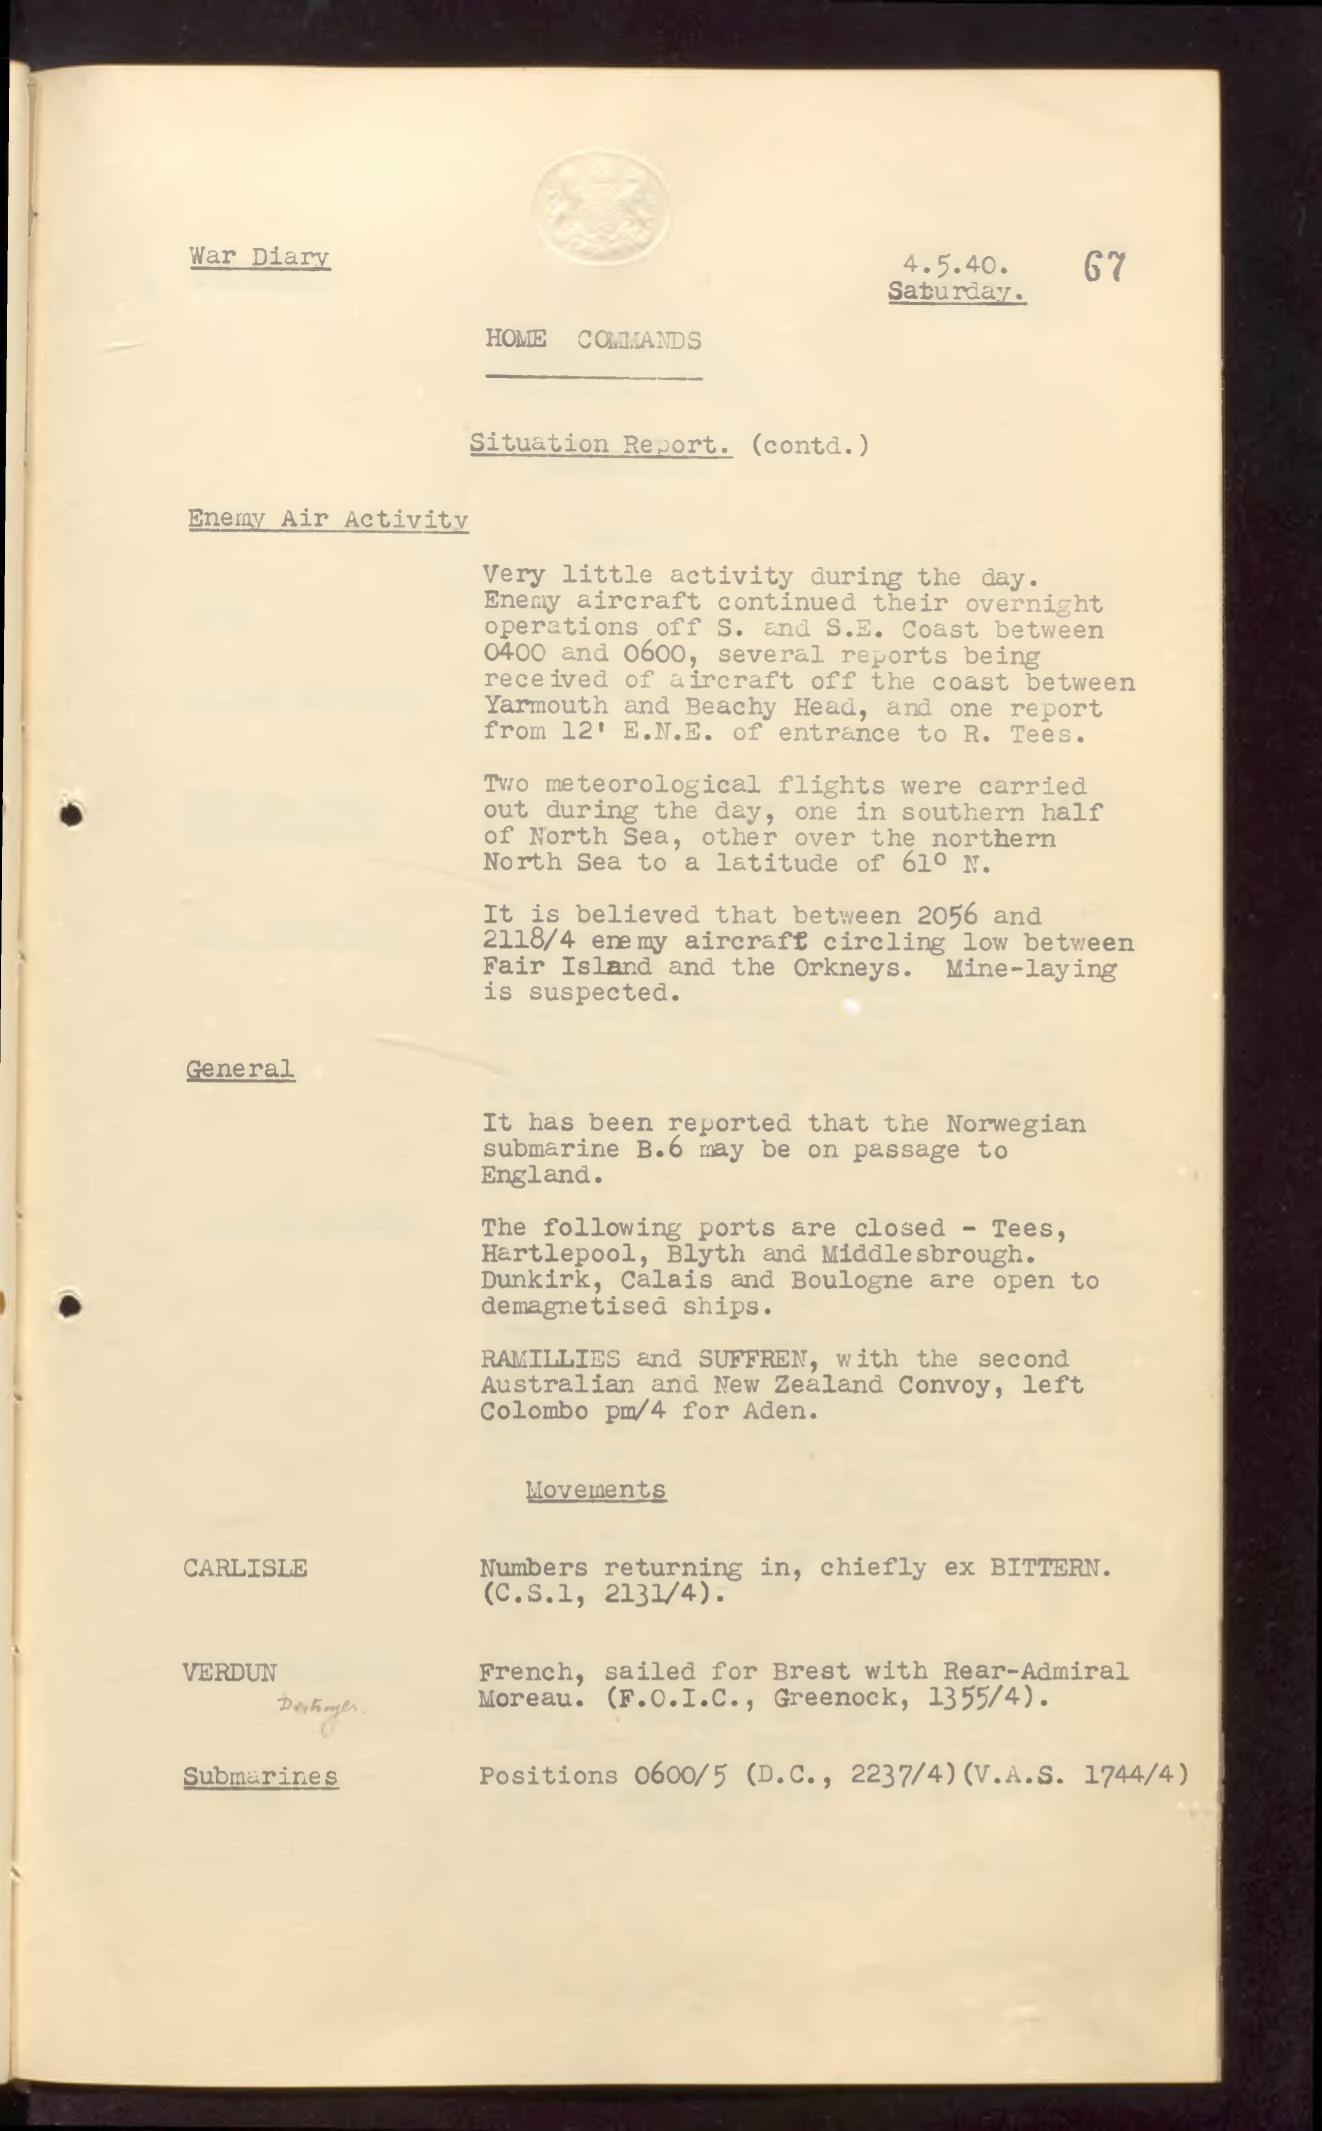 War Diary
4.5.40. 67
Saturday.
HOME COMMANDS
Situation Report. (contd.)
Enemy Air Activity
Very little activity during the day.
Enemy aircraft continued their overnight
operations off S. and S.E. Coast between
0400 and 0600, several reports being
received of aircraft off the coast between
Yarmouth and Beachy Head, and one report
from 12' E.N.E. of entrance to R. Tees.
Two meteorological flights were carried
out during the day, one in southern half
of North Sea, other over the northern
North Sea to a latitude of 61° N.
It is believed that between 2056 and
2118/4 enemy aircraft circling low between
Fair Island and the Orkneys. Mine-laying
is suspected.
General
It has been reported that the Norwegian
submarine B.6 may be on passage to
England.
The following ports are closed - Tees,
Hartlepool, Blyth and Middlesbrough.
Dunkirk, Calais and Boulogne are open to
demagnetised ships.
RAMILLIES and SUFFREN, with the second
Australian and New Zealand Convoy, left
Colombo pm/4 for Aden.
Movements
CARLISLE Numbers returning in, chiefly ex BITTERN.
(C.S.1, 2131/4).
VERDUN French, sailed for Brest with Rear-Admiral
Destroyer. Moreau. (F.O.I.C., Greenock, 1355/4).
Submarines Positions 0600/5 (D.C., 2237/4)(V.A.S. 1744/4)